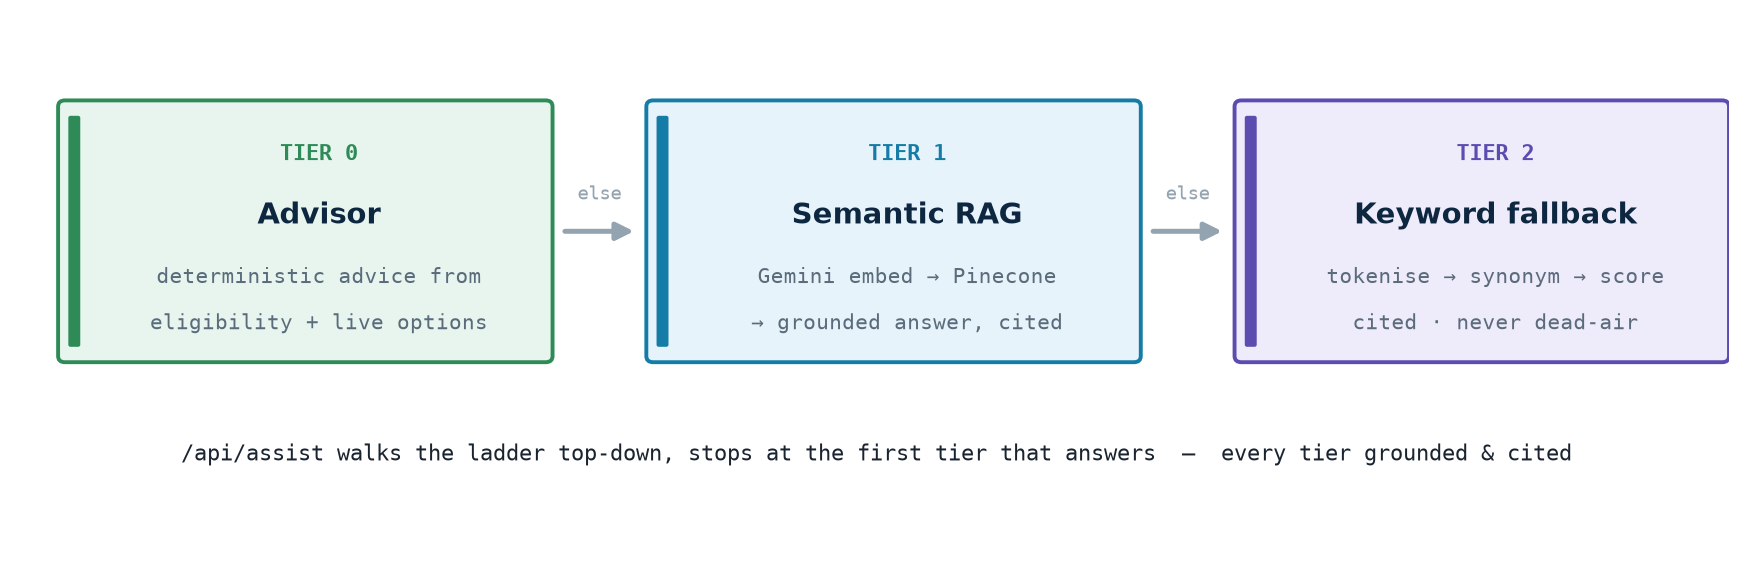 TIER 0
Advisor
deterministic advice from
eligibility + live options
else
TIER 1
Semantic RAG
Gemini embed → Pinecone
→ grounded answer, cited
else
TIER 2
Keyword fallback
tokenise → synonym → score
cited · never dead-air
/api/assist walks the ladder top-down, stops at the first tier that answers — every tier grounded & cited